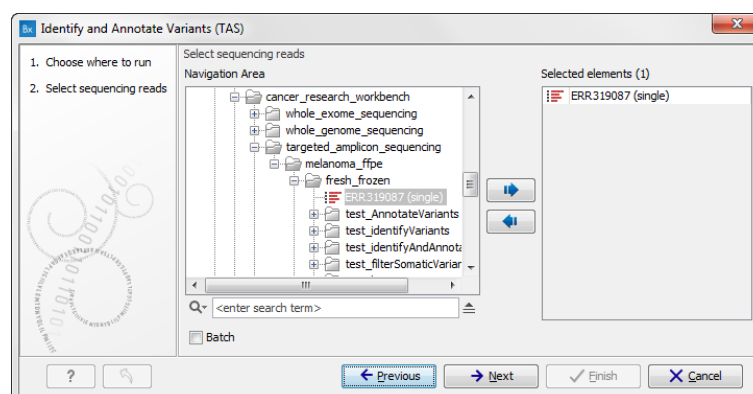 Bx Identify and Annotate Variants (TAS)
1. Choose where to run
2. Select sequencing reads
Select sequencing reads
Navigation Area
cancer_research_workbench
whole_exome_sequencing
whole_genome_sequencing
targeted_amplicon_sequencing
melanoma_ffpe
fresh_frozen
ERR319087 (single)
test_AnnotateVariants
test_identifyVariants
test_identifyAndAnnota
test_filterSomaticVariar
<enter search term>
Batch
Selected elements (1)
ERR319087 (single)
?
Previous
Next
Finish
Cancel